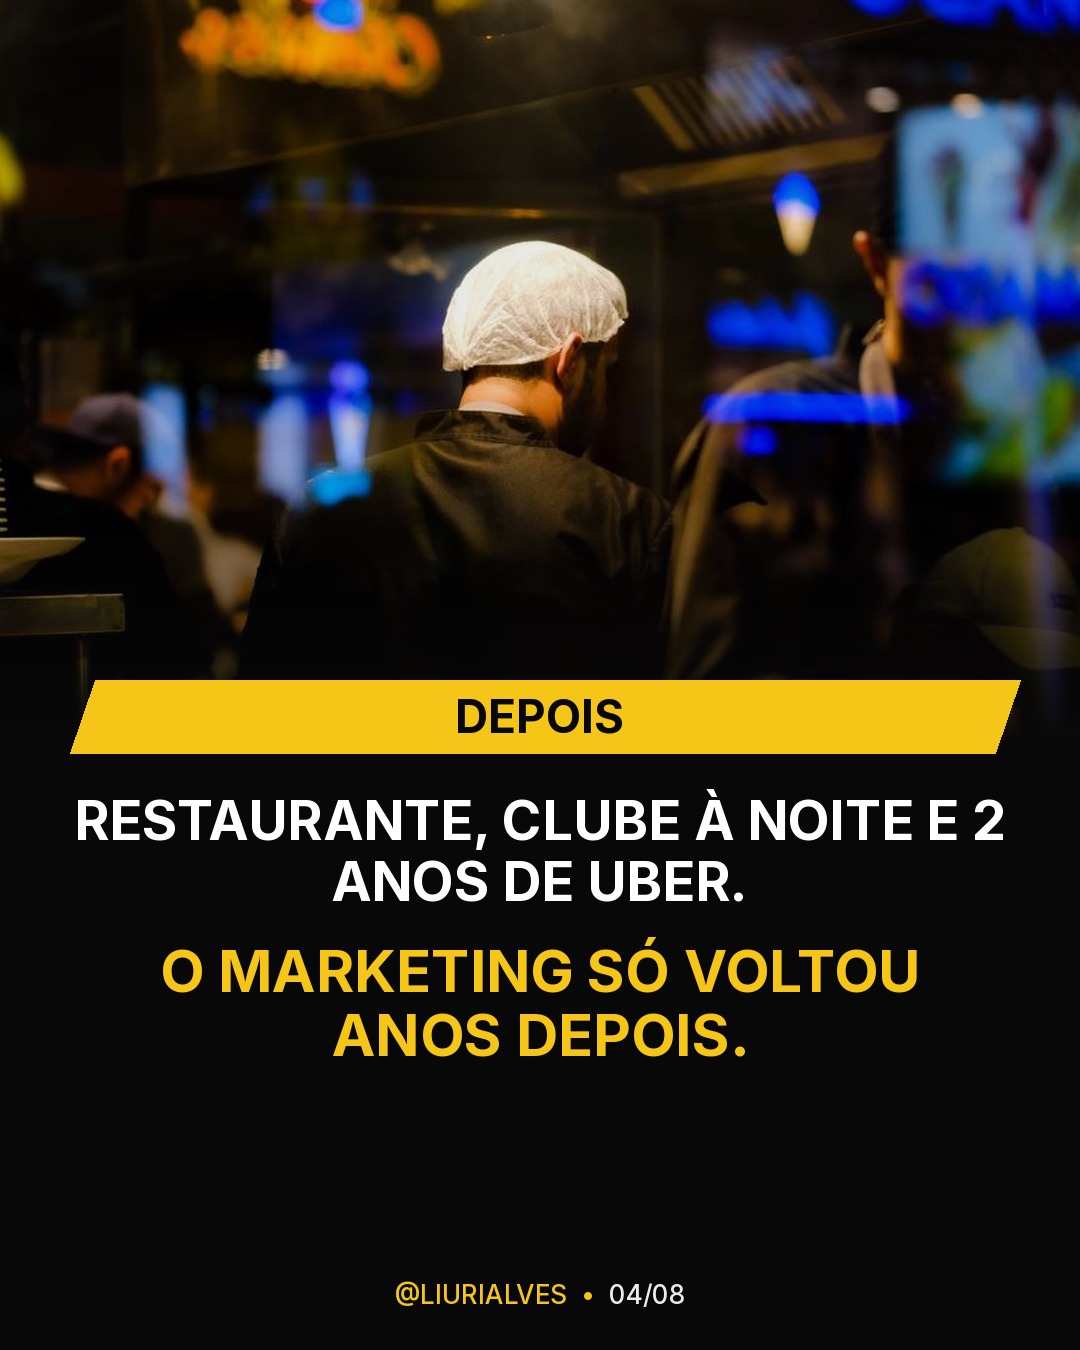 DEPOIS
RESTAURANTE, CLUBE À NOITE E 2
ANOS DE UBER.
O MARKETING SÓ VOLTOU
ANOS DEPOIS.
@LIURIALVES • 04/08